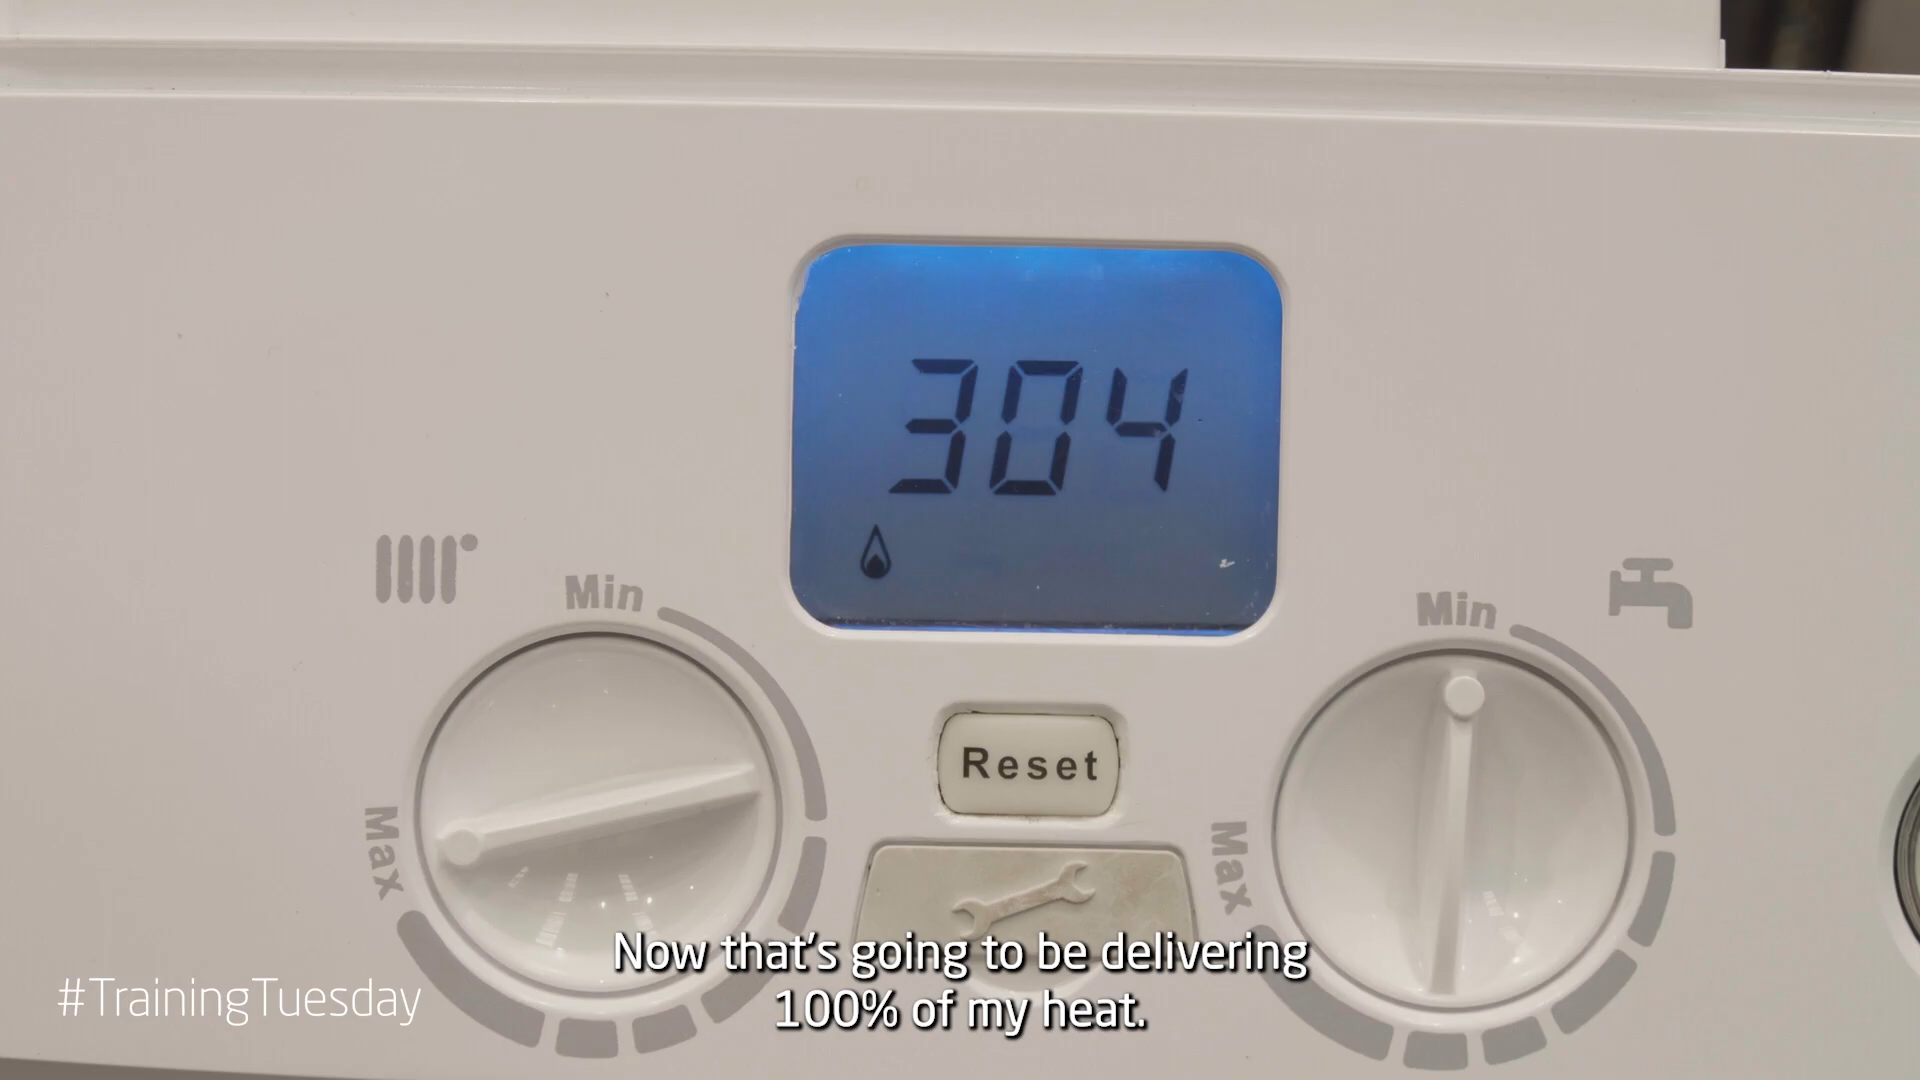 304
Min
Min
Reset
Max
Max
Now that's going to be delivering
100% of my heat.
#TrainingTuesday